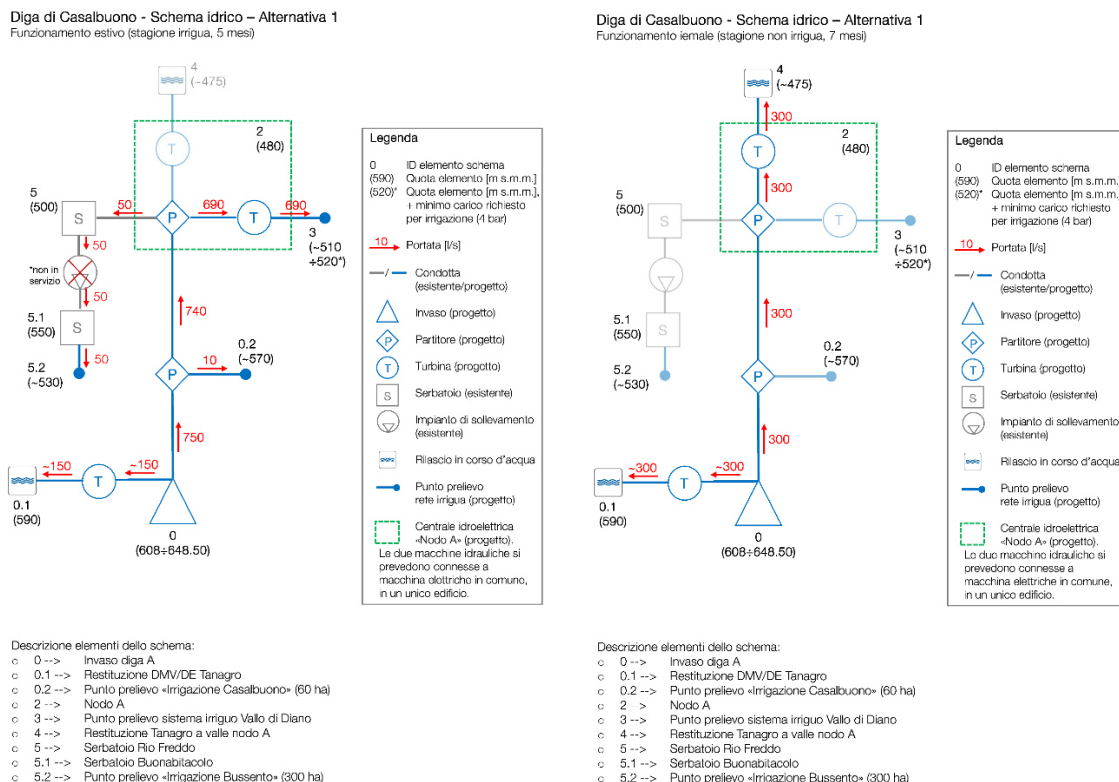 Diga di Casalbuono - Schema idrico – Alternativa 1
Funzionamento estivo (stagione irrigua, 5 mesi)
4
(~475)
2
(480)
T
5
(500)
50
690
690
S
P
T
3
(~510
÷520*)
50
*non in
servizio
50
5.1
(550)
S
740
50
5.2
(~530)
10
0.2
(~570)
P
750
~150
~150
T
0.1
(590)
0
(608÷648.50)
Legenda
0 ID elemento schema
(590) Quota elemento [m s.m.m.]
(520)* Quota elemento [m s.m.m.],
+ minimo carico richiesto
per irrigazione (4 bar)
10 Portata [l/s]
—/— Condotta
(esistente/progetto)
Invaso (progetto)
P Partitore (progetto)
T Turbina (progetto)
S Serbatoio (esistente)
Impianto di sollevamento
(esistente)
Rilascio in corso d'acqua
Punto prelievo
rete irrigua (progetto)
Centrale idroelettrica
«Nodo A» (progetto).
Le due macchine idrauliche si
prevedono connesse a
macchina elettriche in comune,
in un unico edificio.
Descrizione elementi dello schema:
0 --> Invaso diga A
0.1 --> Restituzione DMV/DE Tanagro
0.2 --> Punto prelievo «Irrigazione Casalbuono» (60 ha)
2 --> Nodo A
3 --> Punto prelievo sistema irriguo Vallo di Diano
4 --> Restituzione Tanagro a valle nodo A
5 --> Serbatoio Rio Freddo
5.1 --> Serbatoio Buonabitacolo
5.2 --> Punto prelievo «Irrigazione Bussento» (300 ha)
Diga di Casalbuono - Schema idrico – Alternativa 1
Funzionamento iemale (stagione non irrigua, 7 mesi)
4
(~475)
300
2
(480)
T
300
5
(500)
S
P
T
3
(~510
÷520*)
5.1
(550)
S
300
5.2
(~530)
0.2
(~570)
P
300
~300
~300
T
0.1
(590)
0
(608÷648.50)
Legenda
0 ID elemento schema
(590) Quota elemento [m s.m.m.]
(520)* Quota elemento [m s.m.m.],
+ minimo carico richiesto
per irrigazione (4 bar)
10 Portata [l/s]
—/— Condotta
(esistente/progetto)
Invaso (progetto)
P Partitore (progetto)
T Turbina (progetto)
S Serbatoio (esistente)
Impianto di sollevamento
(esistente)
Rilascio in corso d'acqua
Punto prelievo
rete irrigua (progetto)
Centrale idroelettrica
«Nodo A» (progetto).
Le due macchine idrauliche si
prevedono connesse a
macchina elettriche in comune,
in un unico edificio.
Descrizione elementi dello schema:
0 --> Invaso diga A
0.1 --> Restituzione DMV/DE Tanagro
0.2 --> Punto prelievo «Irrigazione Casalbuono» (60 ha)
2 --> Nodo A
3 --> Punto prelievo sistema irriguo Vallo di Diano
4 --> Restituzione Tanagro a valle nodo A
5 --> Serbatoio Rio Freddo
5.1 --> Serbatoio Buonabitacolo
5.2 --> Punto prelievo «Irrigazione Bussento» (300 ha)